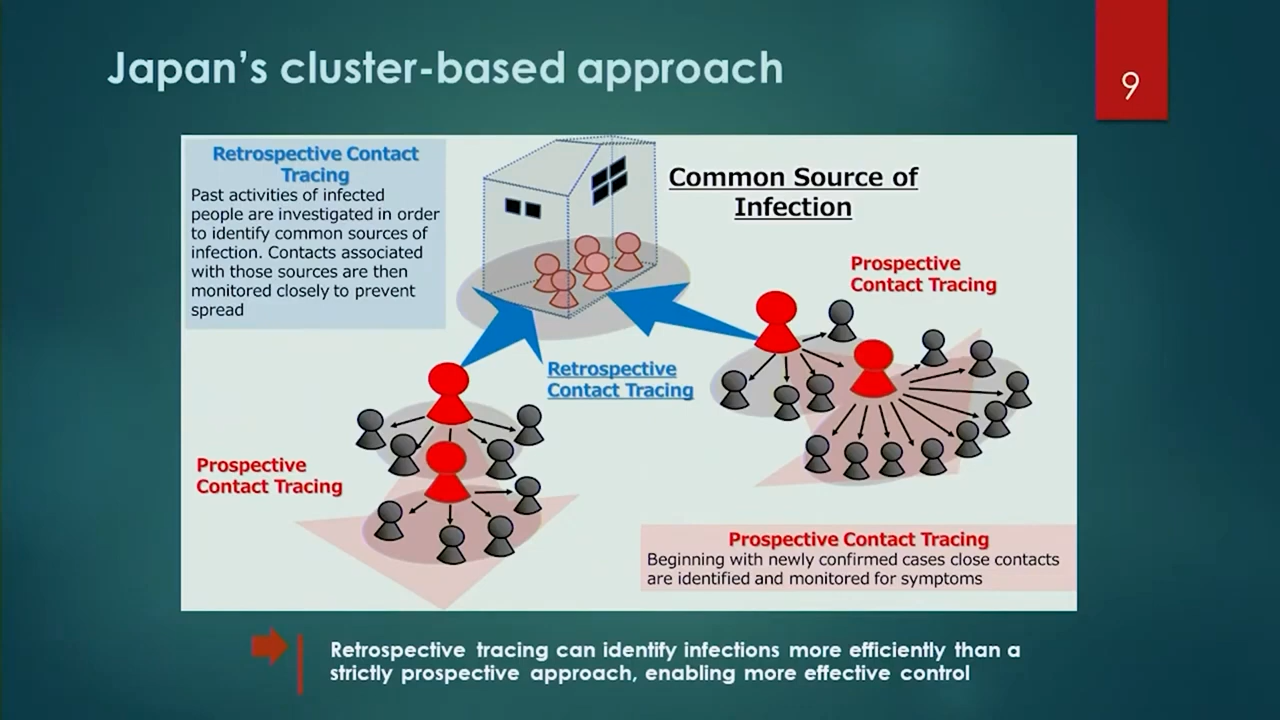 Japan's cluster-based approach
9
Retrospective Contact
Tracing
Past activities of infected
people are investigated in order
to identify common sources of
infection. Contacts associated
with those sources are then
monitored closely to prevent
spread
Common Source of
Infection
Prospective
Contact Tracing
Retrospective
Contact Tracing
Prospective
Contact Tracing
Prospective Contact Tracing
Beginning with newly confirmed cases close contacts
are identified and monitored for symptoms
Retrospective tracing can identify infections more efficiently than a
strictly prospective approach, enabling more effective control